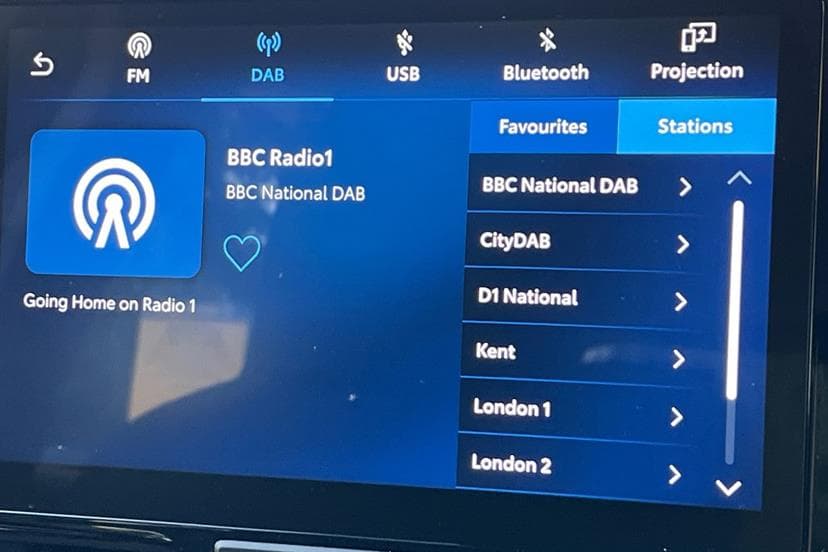 FM
DAB
USB
Bluetooth
Projection
BBC Radio1
BBC National DAB
Going Home on Radio 1
Favourites
Stations
BBC National DAB
CityDAB
D1 National
Kent
London 1
London 2